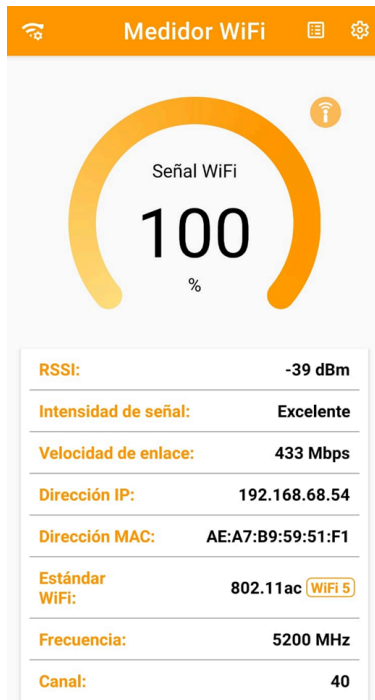 Medidor WiFi
Señal WiFi
100
%
RSSI: -39 dBm
Intensidad de señal: Excelente
Velocidad de enlace: 433 Mbps
Dirección IP: 192.168.68.54
Dirección MAC: AE:A7:B9:59:51:F1
Estándar
WiFi: 802.11ac WiFi 5
Frecuencia: 5200 MHz
Canal: 40